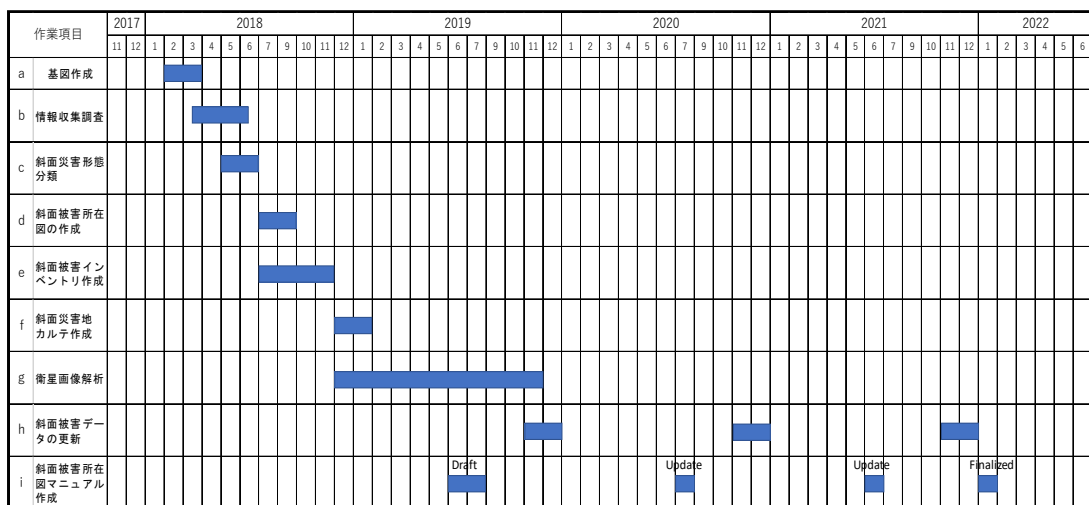 作業項目
2017 2018 2019 2020 2021 2022
11 12 1 2 3 4 5 6 7 9 10 11 12 1 2 3 4 5 6 7 9 10 11 12 1 2 3 4 5 6 7 9 10 11 12 1 2 3 4 5 6 7 9 10 11 12 1 2 3 4 5 6
a 基図作成
b 情報収集調査
c 斜面災害形態
分類
d 斜面被害所在
図の作成
e 斜面被害イン
ベントリ作成
f 斜面災害地
カルテ作成
g 衛星画像解析
h 斜面被害デー
タの更新
i 斜面被害所在
図マニュアル
作成
Draft Update Update Finalized